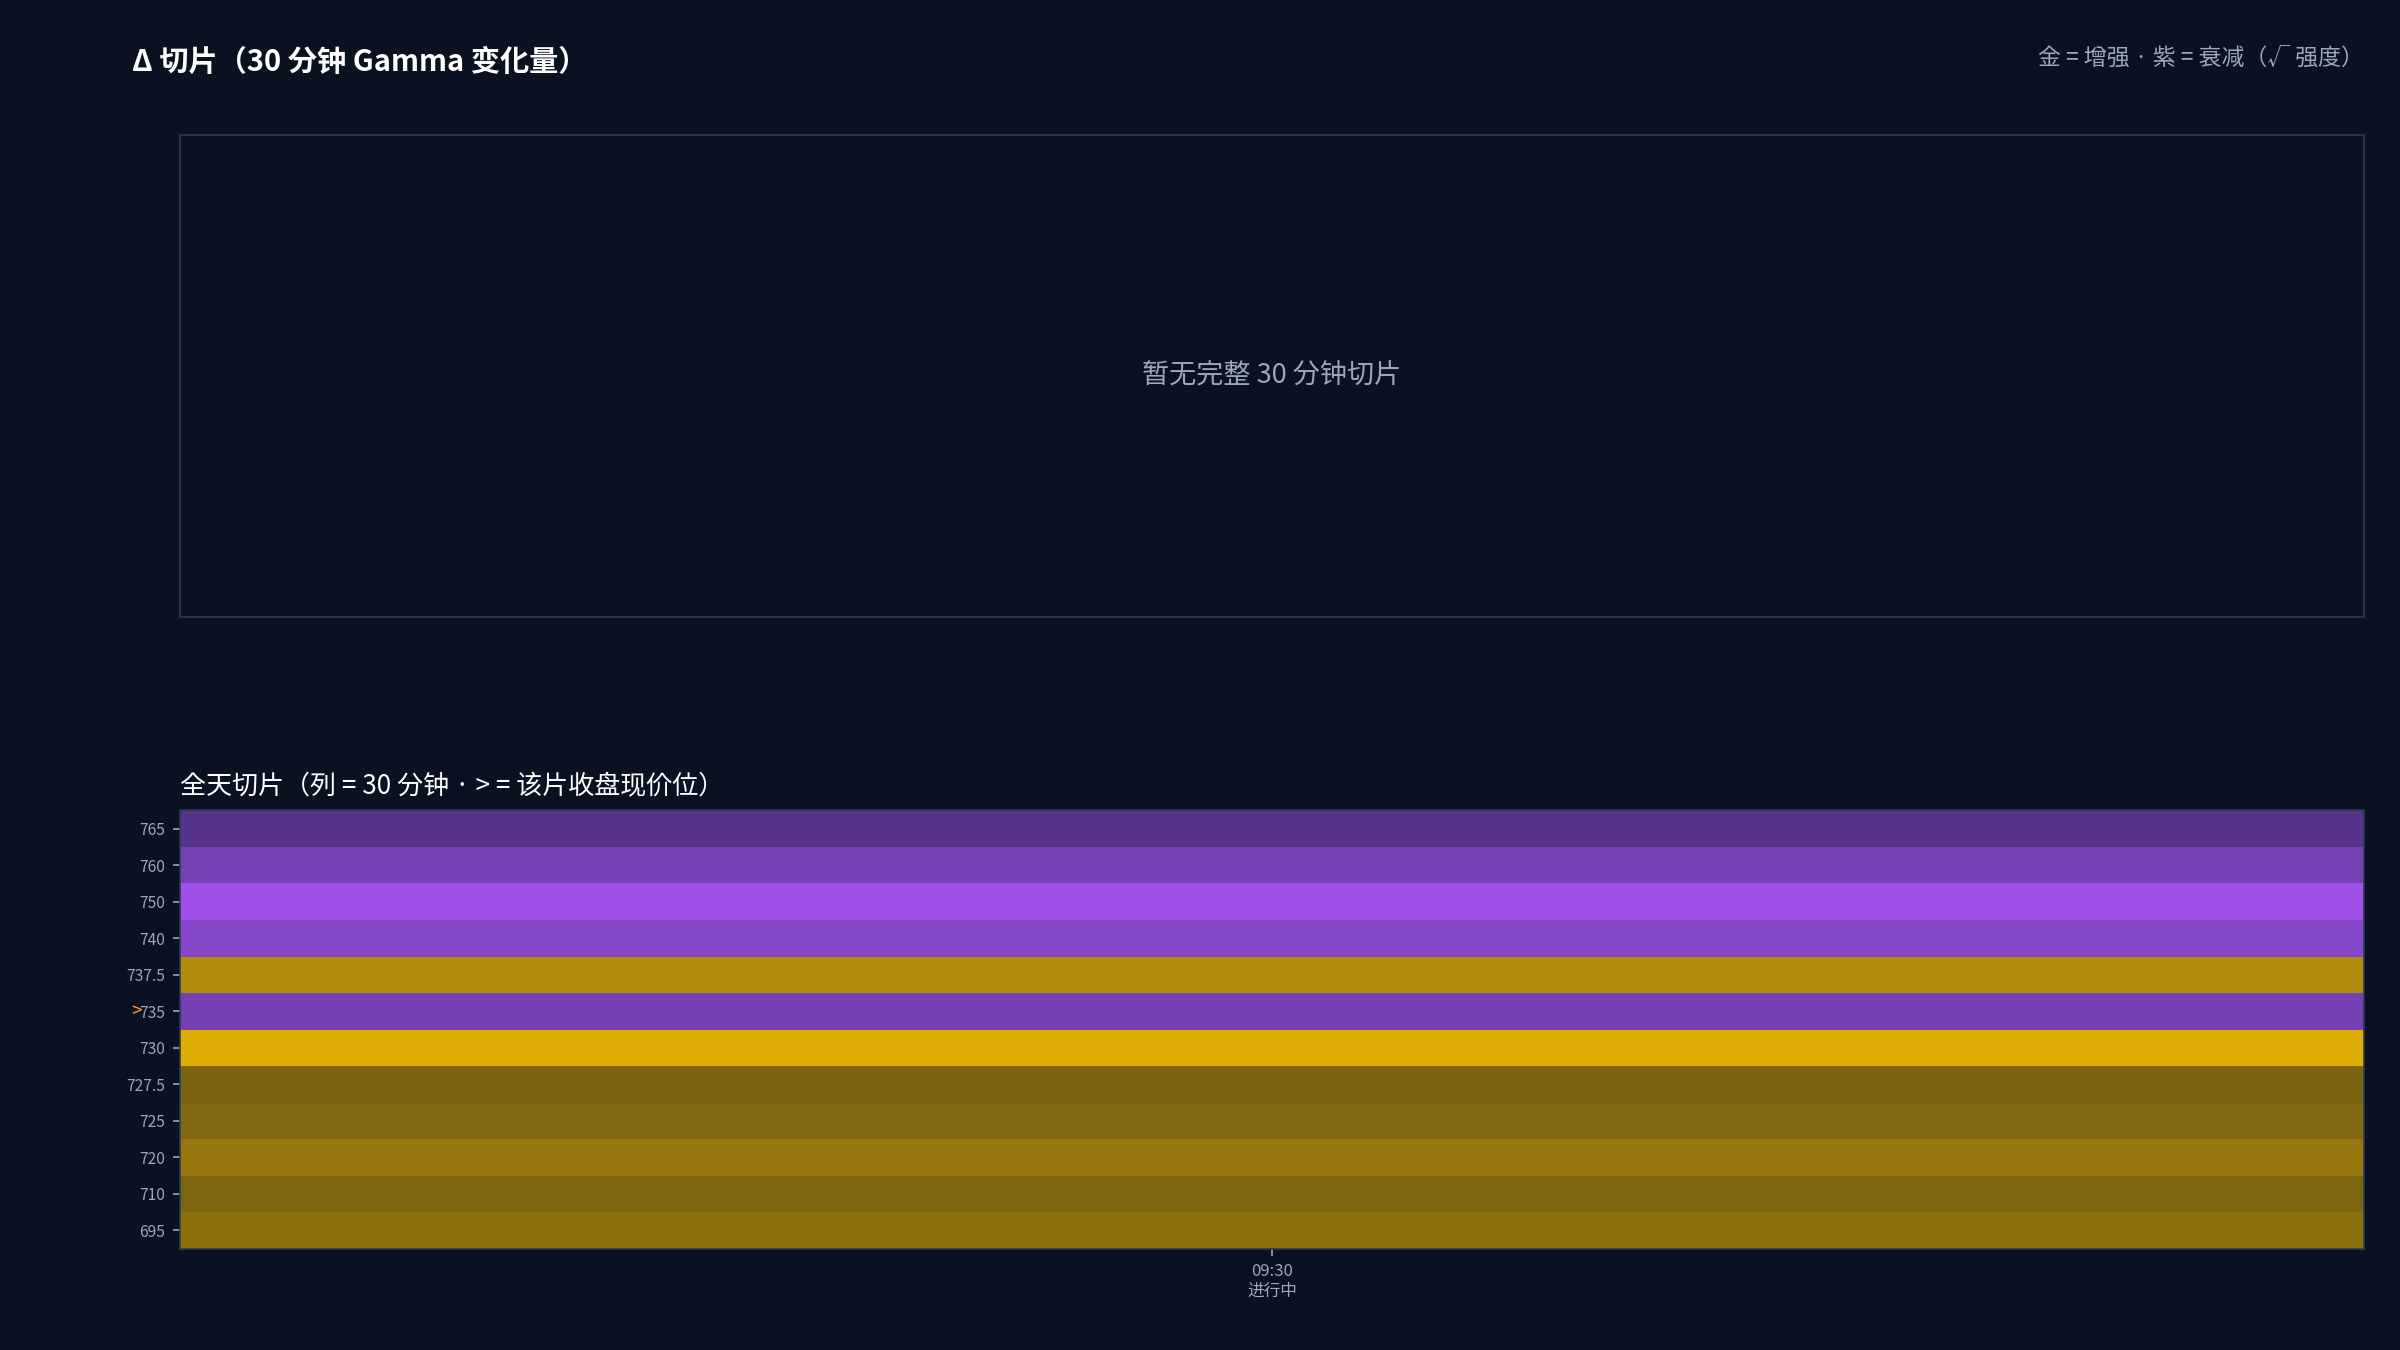 Δ 切片（30 分钟 Gamma 变化量）
金 = 增强 · 紫 = 衰减（√ 强度）
暂无完整 30 分钟切片
全天切片（列 = 30 分钟 · > = 该片收盘现价位）
765
760
750
740
737.5
>735
730
727.5
725
720
710
695
09:30
进行中